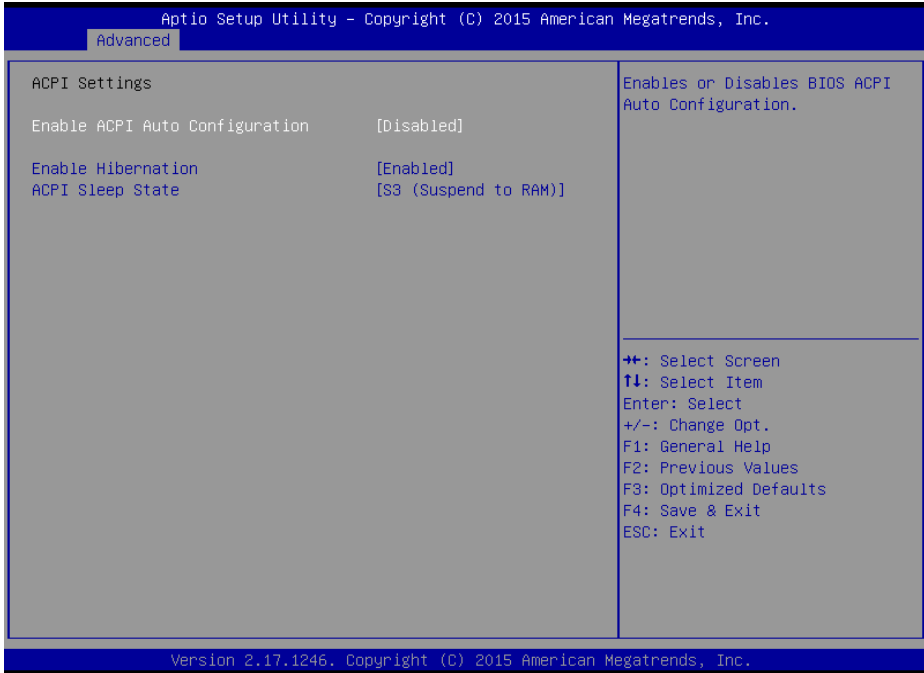 Aptio Setup Utility – Copyright (C) 2015 American Megatrends, Inc.
Advanced
ACPI Settings
Enable ACPI Auto Configuration [Disabled]
Enable Hibernation [Enabled]
ACPI Sleep State [S3 (Suspend to RAM)]
Enables or Disables BIOS ACPI
Auto Configuration.
→←: Select Screen
↑↓: Select Item
Enter: Select
+/-: Change Opt.
F1: General Help
F2: Previous Values
F3: Optimized Defaults
F4: Save & Exit
ESC: Exit
Version 2.17.1246. Copyright (C) 2015 American Megatrends, Inc.